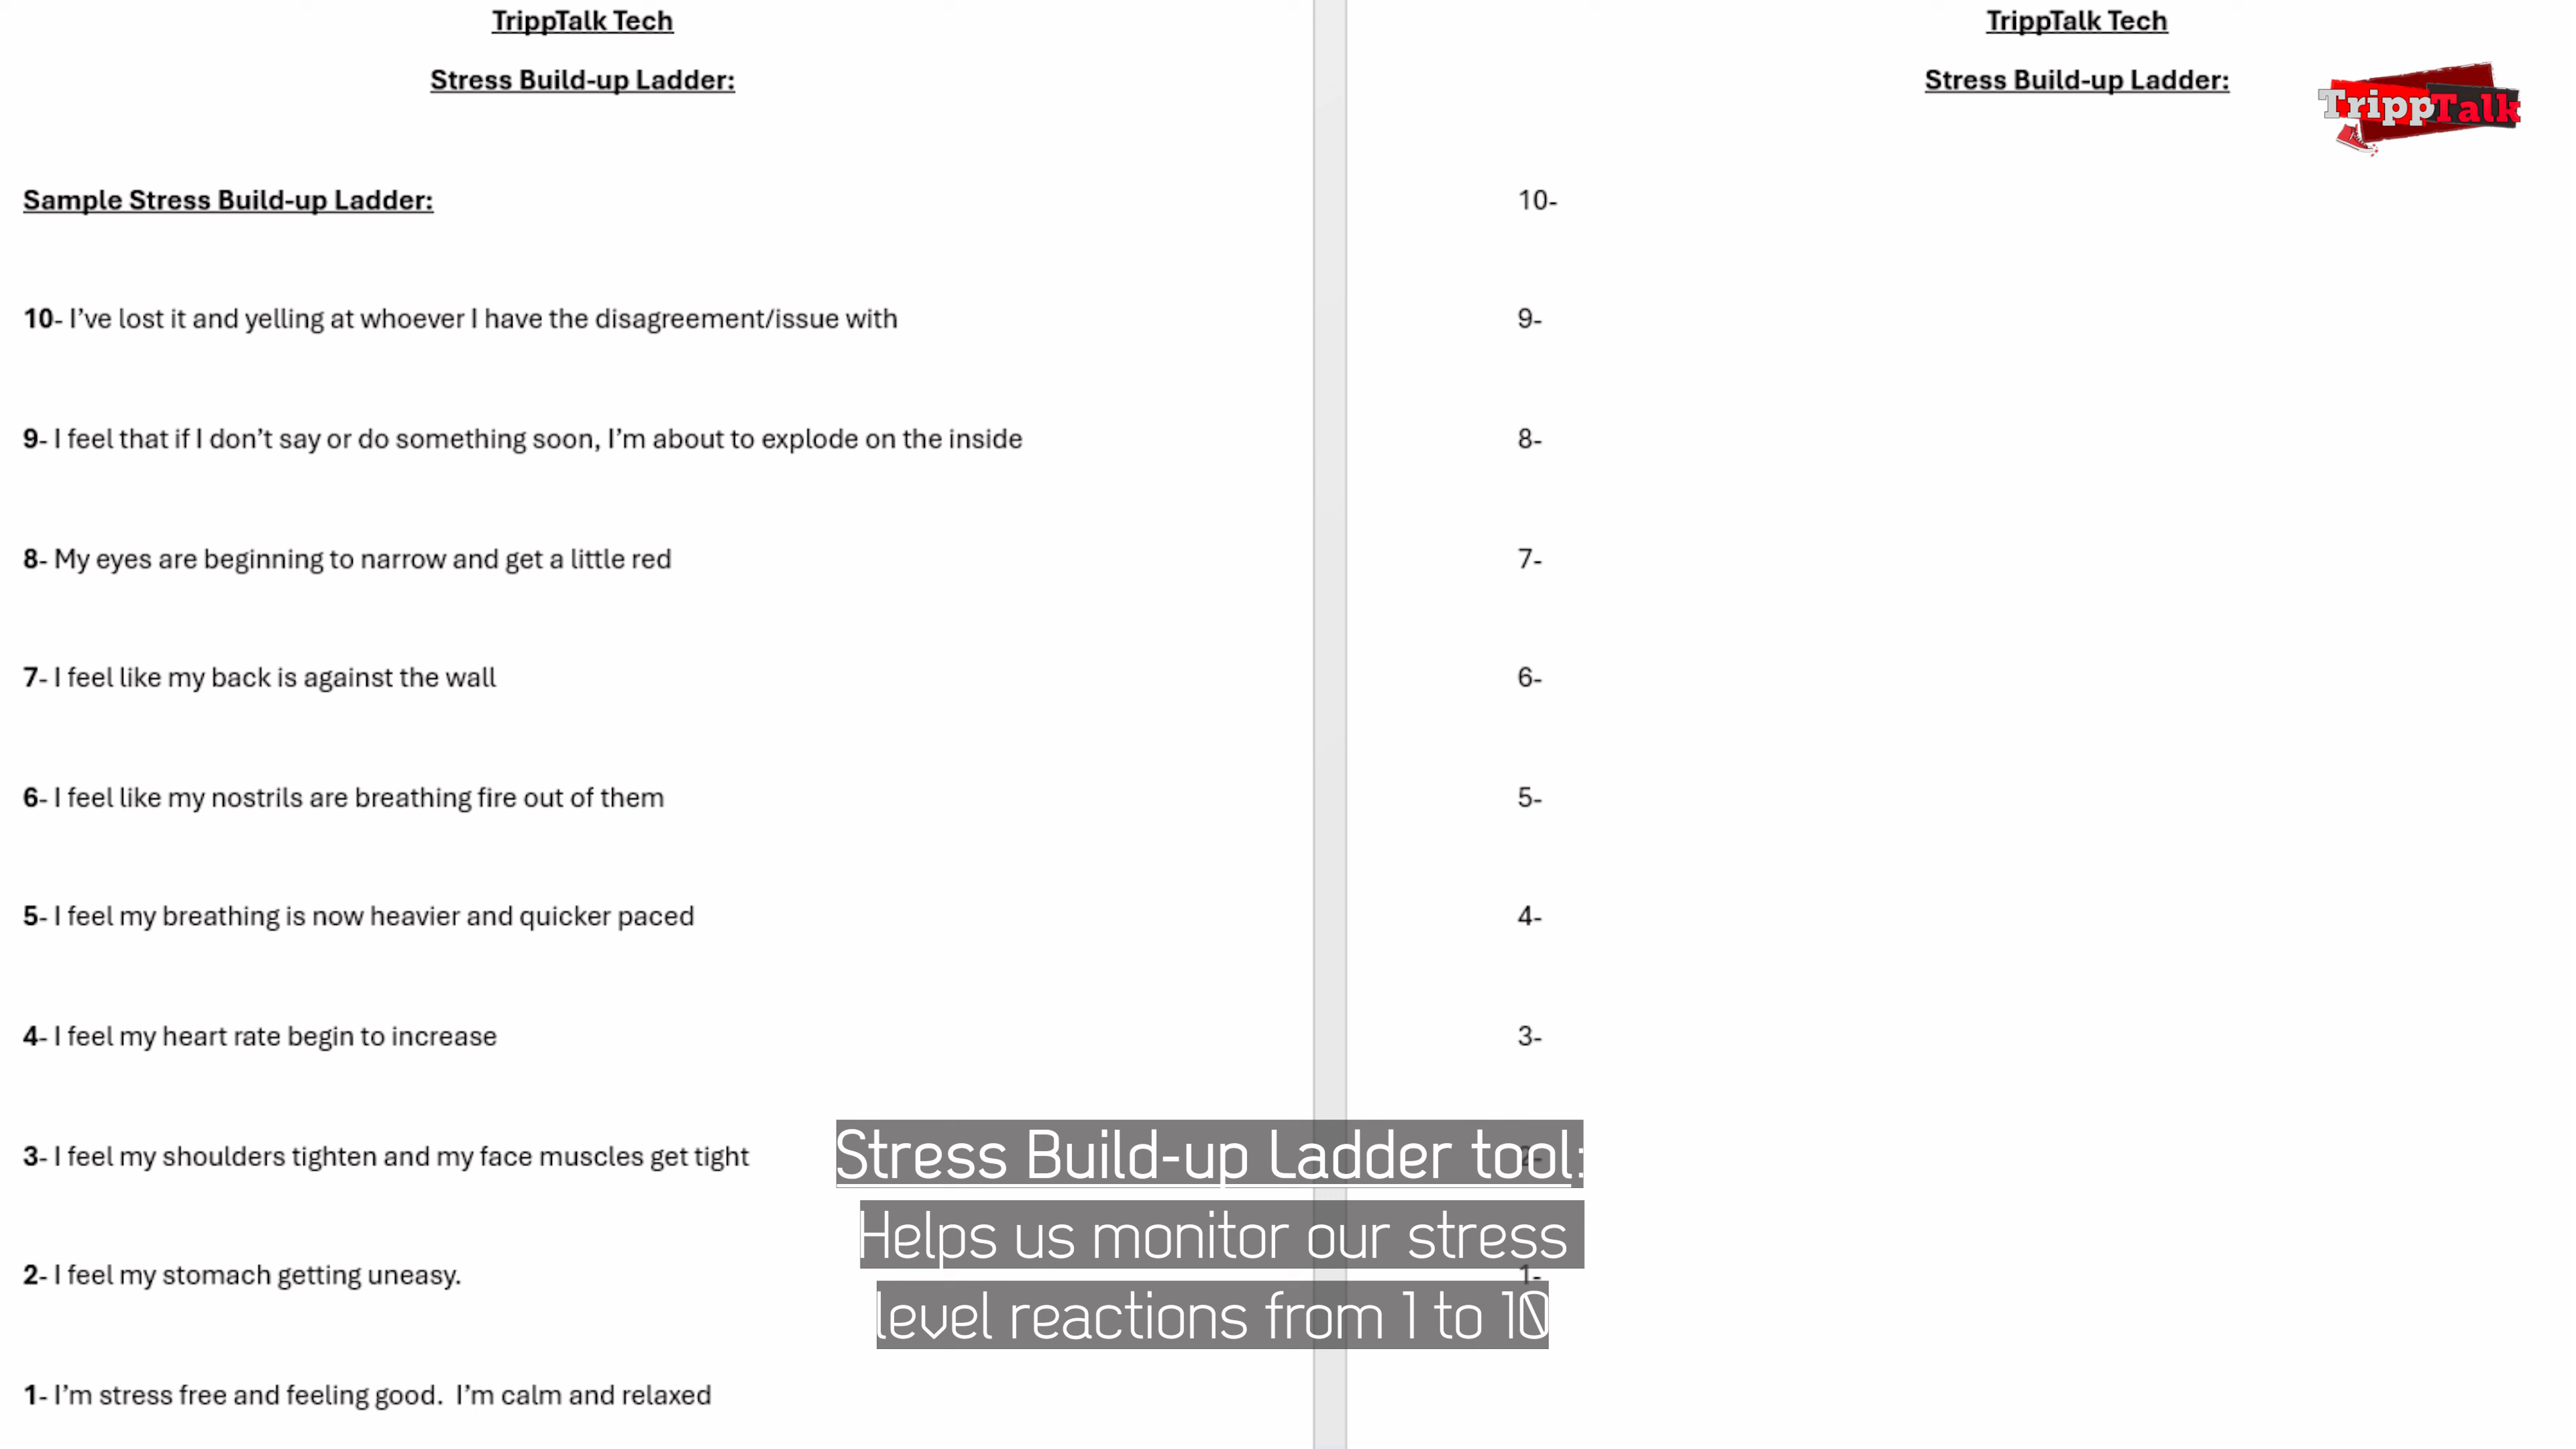 TrippTalk Tech
Stress Build-up Ladder:
Sample Stress Build-up Ladder:
10- I’ve lost it and yelling at whoever I have the disagreement/issue with
9- I feel that if I don’t say or do something soon, I’m about to explode on the inside
8- My eyes are beginning to narrow and get a little red
7- I feel like my back is against the wall
6- I feel like my nostrils are breathing fire out of them
5- I feel my breathing is now heavier and quicker paced
4- I feel my heart rate begin to increase
3- I feel my shoulders tighten and my face muscles get tight
2- I feel my stomach getting uneasy.
1- I’m stress free and feeling good.  I’m calm and relaxed
TrippTalk Tech
Stress Build-up Ladder:
TrippTalk
10-
9-
8-
7-
6-
5-
4-
3-
2-
1-
Stress Build-up Ladder tool:
Helps us monitor our stress
level reactions from 1 to 10